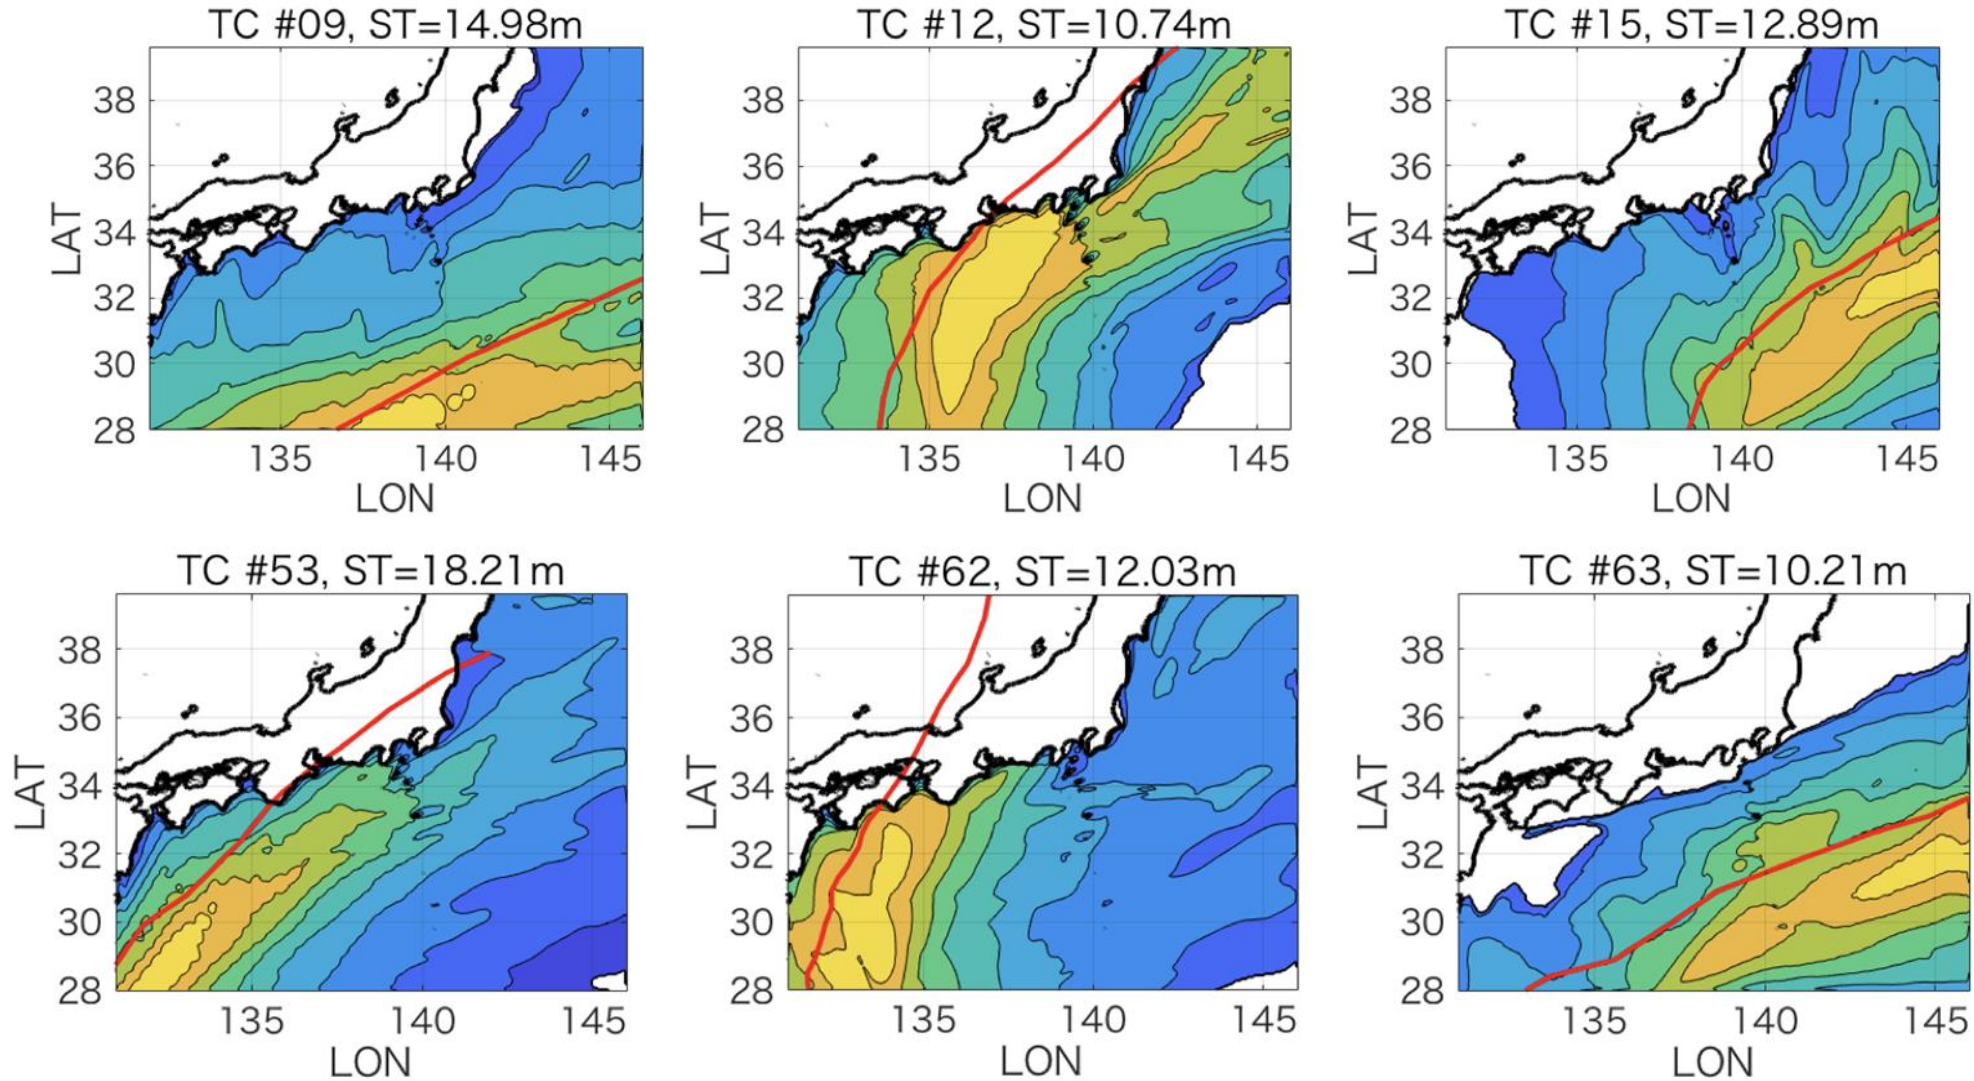 TC #09, ST=14.98m
38
36
34
32
30
28
LAT
135 140 145
LON
TC #12, ST=10.74m
38
36
34
32
30
28
LAT
135 140 145
LON
TC #15, ST=12.89m
38
36
34
32
30
28
LAT
135 140 145
LON
TC #53, ST=18.21m
38
36
34
32
30
28
LAT
135 140 145
LON
TC #62, ST=12.03m
38
36
34
32
30
28
LAT
135 140 145
LON
TC #63, ST=10.21m
38
36
34
32
30
28
LAT
135 140 145
LON